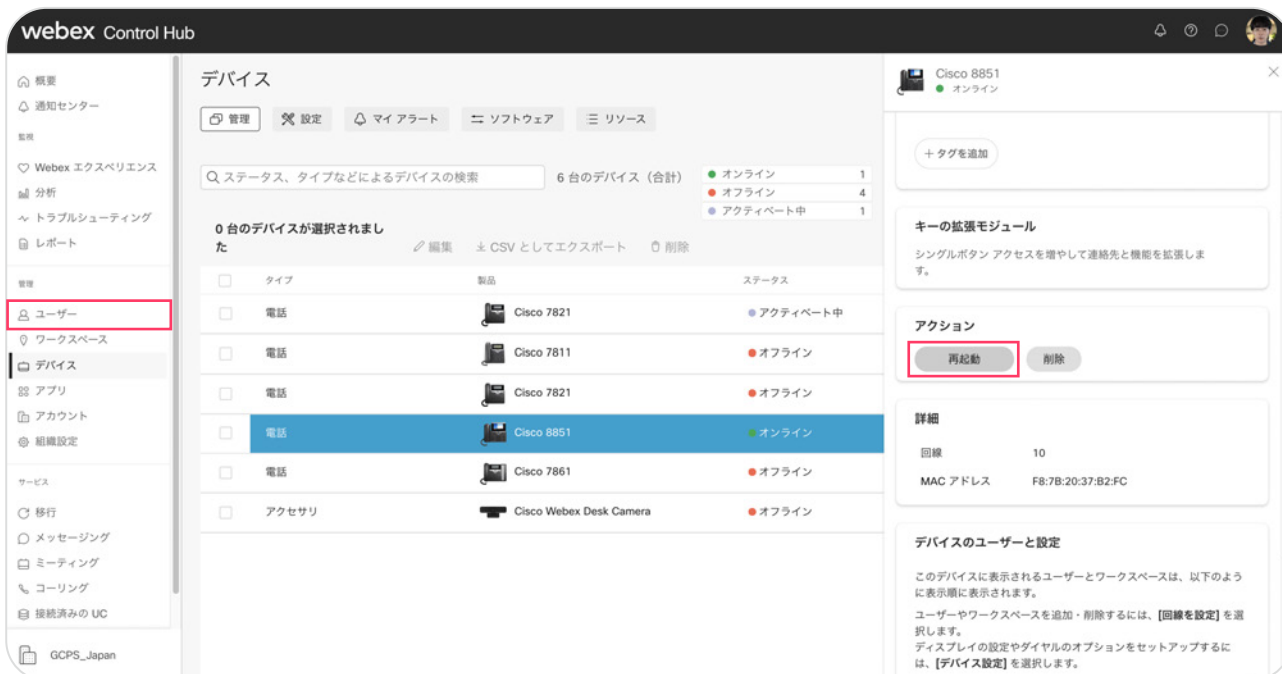 webex Control Hub
概要
通知センター
監視
Webex エクスペリエンス
分析
トラブルシューティング
レポート
管理
ユーザー
ワークスペース
デバイス
アプリ
アカウント
組織設定
サービス
移行
メッセージング
ミーティング
コーリング
接続済みの UC
GCPS_Japan
デバイス
管理 設定 マイ アラート ソフトウェア リソース
ステータス、タイプなどによるデバイスの検索
6 台のデバイス（合計）
オンライン 1
オフライン 4
アクティベート中 1
0 台のデバイスが選択されまし
た
編集 CSV としてエクスポート 削除
タイプ 製品 ステータス
電話 Cisco 7821 アクティベート中
電話 Cisco 7811 オフライン
電話 Cisco 7821 オフライン
電話 Cisco 8851 オンライン
電話 Cisco 7861 オフライン
アクセサリ Cisco Webex Desk Camera オフライン
Cisco 8851
オンライン
+ タグを追加
キーの拡張モジュール
シングルボタン アクセスを増やして連絡先と機能を拡張しま
す。
アクション
再起動 削除
詳細
回線 10
MAC アドレス F8:7B:20:37:B2:FC
デバイスのユーザーと設定
このデバイスに表示されるユーザーとワークスペースは、以下のよう
に表示順に表示されます。
ユーザーやワークスペースを追加・削除するには、[回線を設定] を選
択します。
ディスプレイの設定やダイヤルのオプションをセットアップするに
は、[デバイス設定] を選択します。